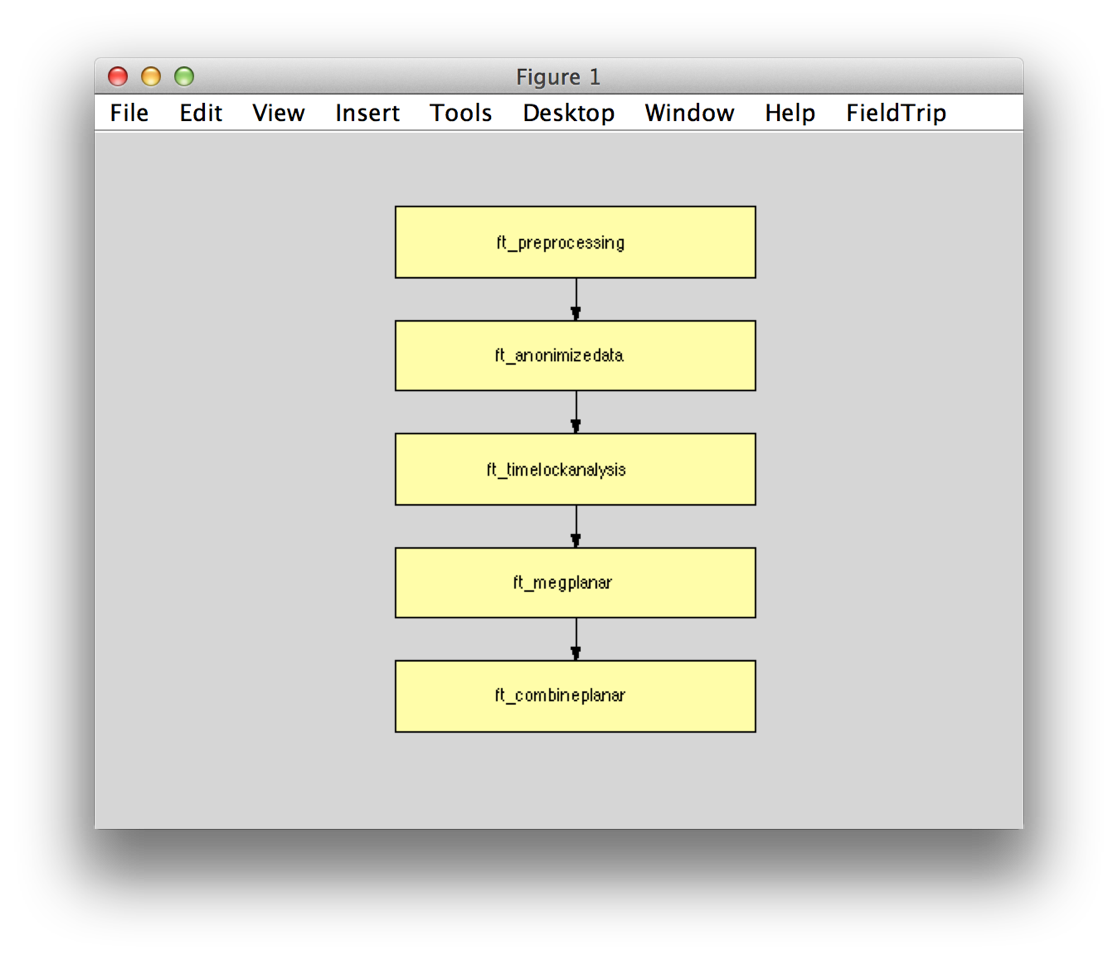 Figure 1
File Edit View Insert Tools Desktop Window Help FieldTrip
ft_preprocessing
ft_anonimizedata
ft_timelockanalysis
ft_megplanar
ft_combineplanar